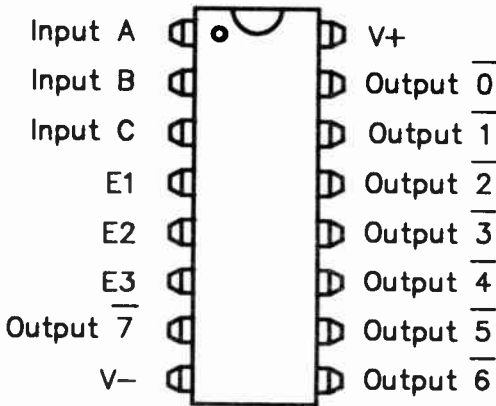 Input A
Input B
Input C
E1
E2
E3
Output 7̅
V−
V+
Output 0̅
Output 1̅
Output 2̅
Output 3̅
Output 4̅
Output 5̅
Output 6̅